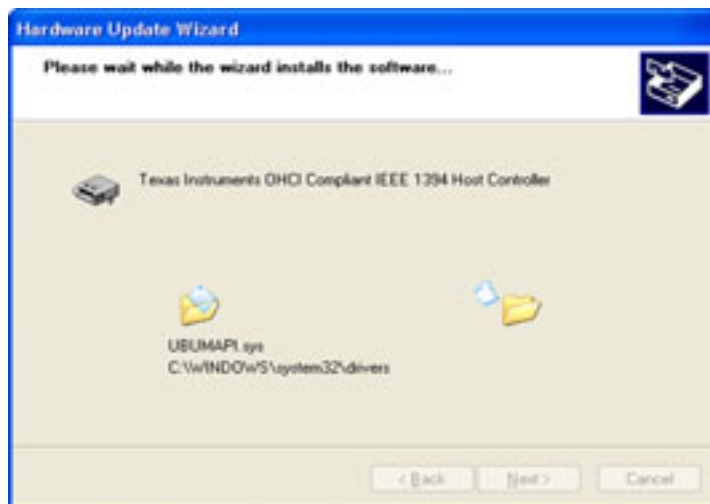 Hardware Update Wizard
Please wait while the wizard installs the software...
Texas Instruments OHCI Compliant IEEE 1394 Host Controller
UBUMAPI.sys
C:\WINDOWS\system32\drivers
< Back Next > Cancel